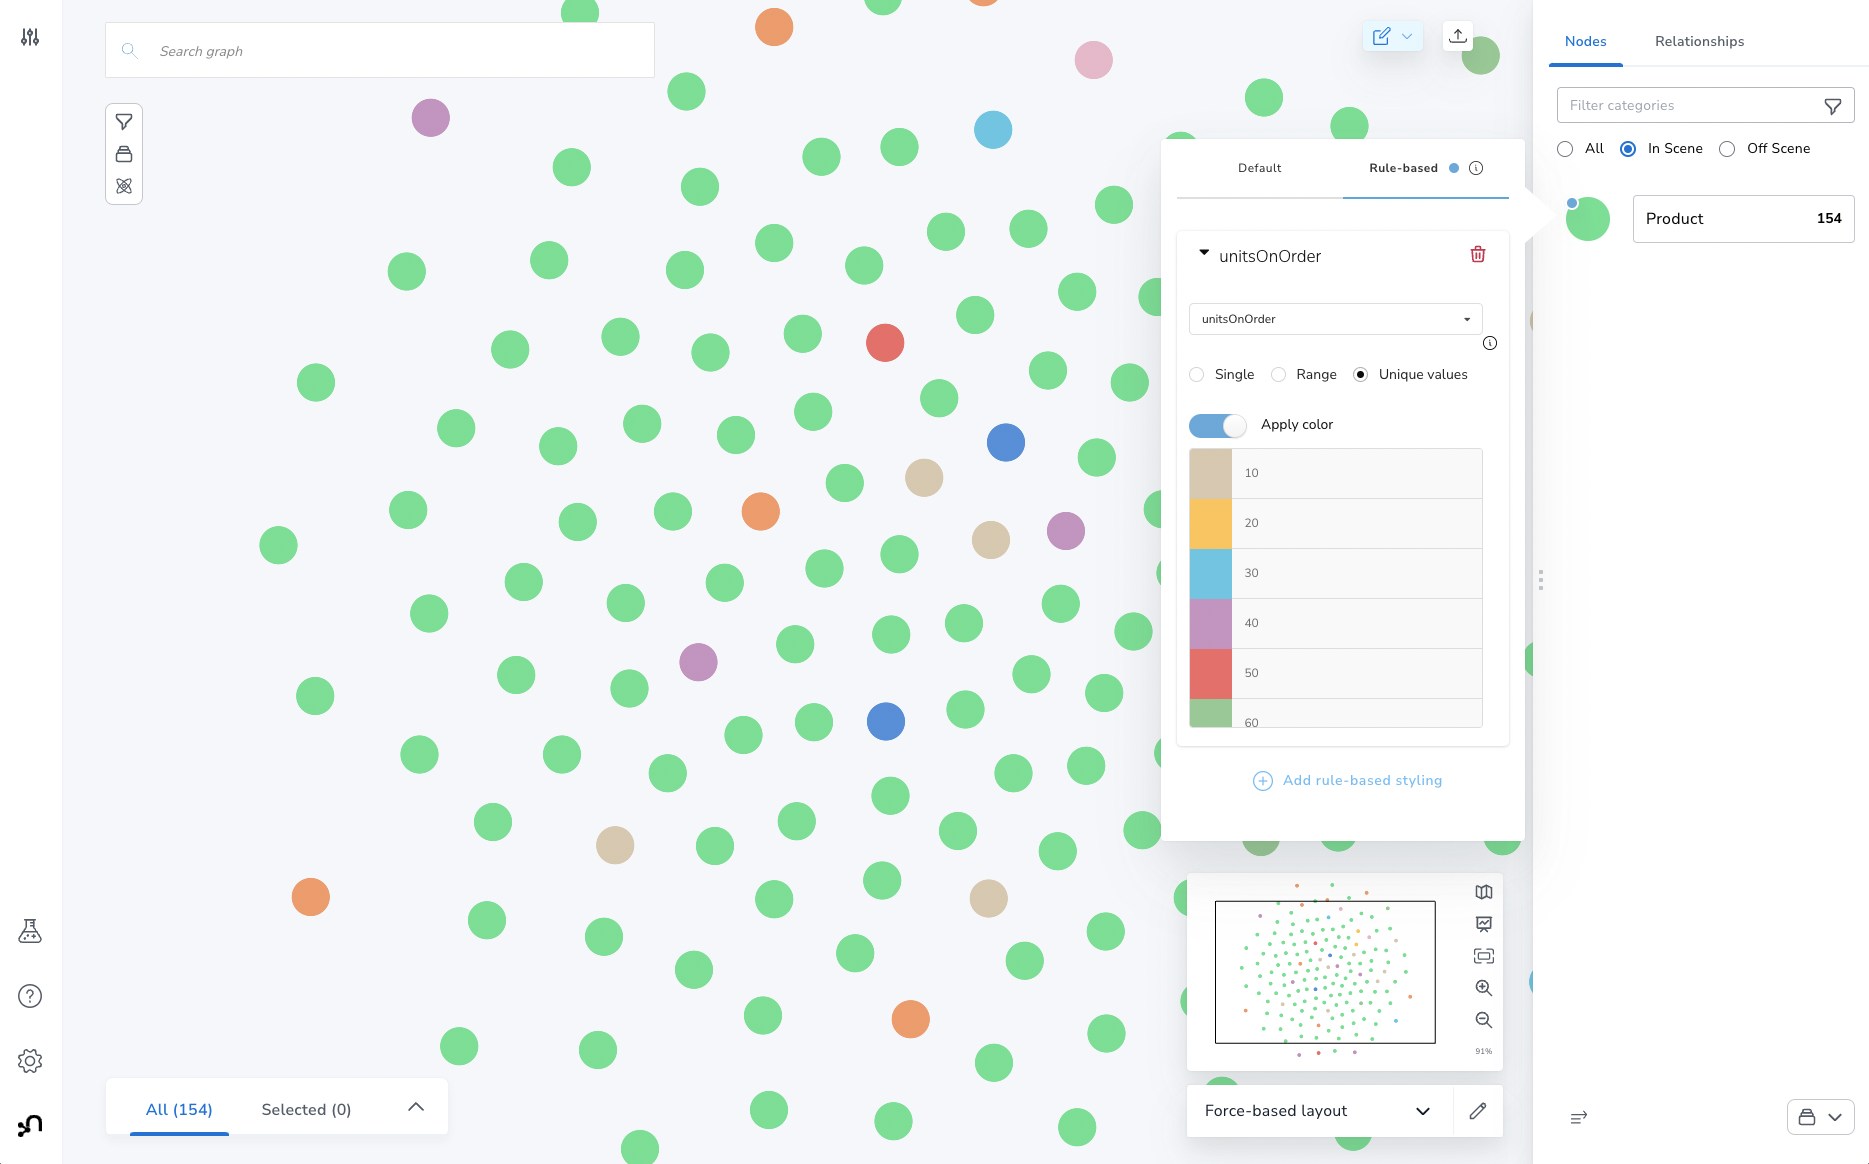 Search graph
Nodes
Relationships
Filter categories
All
In Scene
Off Scene
Product
154
Default
Rule-based
unitsOnOrder
unitsOnOrder
Single
Range
Unique values
Apply color
10
20
30
40
50
60
Add rule-based styling
91%
All (154)
Selected (0)
Force-based layout